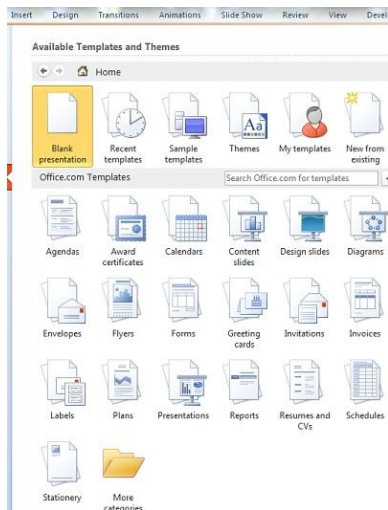 Insert Design Transitions Animations Slide Show Review View Devel
Available Templates and Themes
Home
Blank presentation
Recent templates
Sample templates
Themes
My templates
New from existing
Office.com Templates
Search Office.com for templates
Agendas
Award certificates
Calendars
Content slides
Design slides
Diagrams
Envelopes
Flyers
Forms
Greeting cards
Invitations
Invoices
Labels
Plans
Presentations
Reports
Resumes and CVs
Schedules
Stationery
More categories